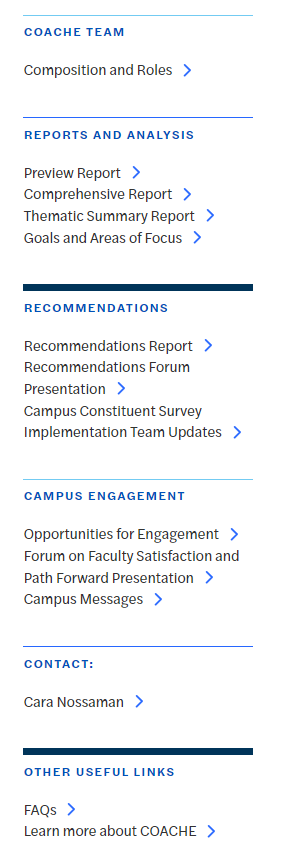 COACHE TEAM
Composition and Roles
REPORTS AND ANALYSIS
Preview Report
Comprehensive Report
Thematic Summary Report
Goals and Areas of Focus
RECOMMENDATIONS
Recommendations Report
Recommendations Forum
Presentation
Campus Constituent Survey
Implementation Team Updates
CAMPUS ENGAGEMENT
Opportunities for Engagement
Forum on Faculty Satisfaction and
Path Forward Presentation
Campus Messages
CONTACT:
Cara Nossaman
OTHER USEFUL LINKS
FAQs
Learn more about COACHE